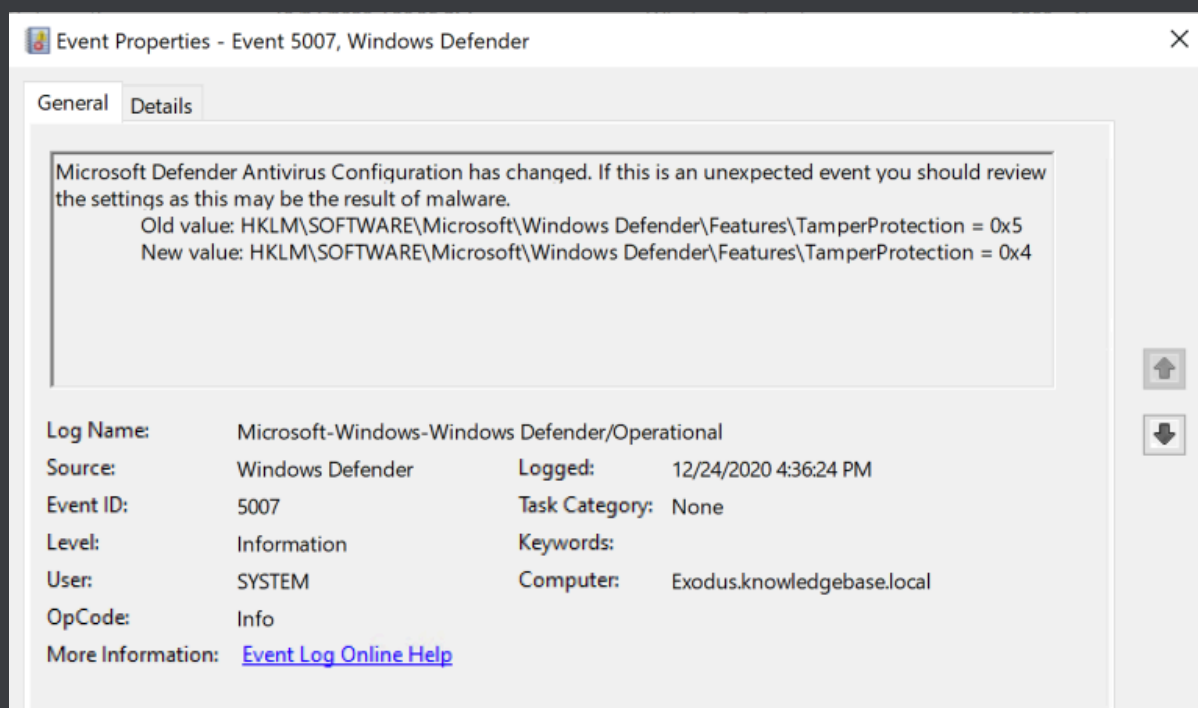 Event Properties - Event 5007, Windows Defender
General Details
Microsoft Defender Antivirus Configuration has changed. If this is an unexpected event you should review
the settings as this may be the result of malware.
Old value: HKLM\SOFTWARE\Microsoft\Windows Defender\Features\TamperProtection = 0x5
New value: HKLM\SOFTWARE\Microsoft\Windows Defender\Features\TamperProtection = 0x4
Log Name: Microsoft-Windows-Windows Defender/Operational
Source: Windows Defender Logged: 12/24/2020 4:36:24 PM
Event ID: 5007 Task Category: None
Level: Information Keywords:
User: SYSTEM Computer: Exodus.knowledgebase.local
OpCode: Info
More Information: Event Log Online Help